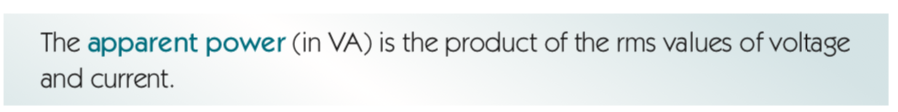 The apparent power (in VA) is the product of the rms values of voltage
and current.